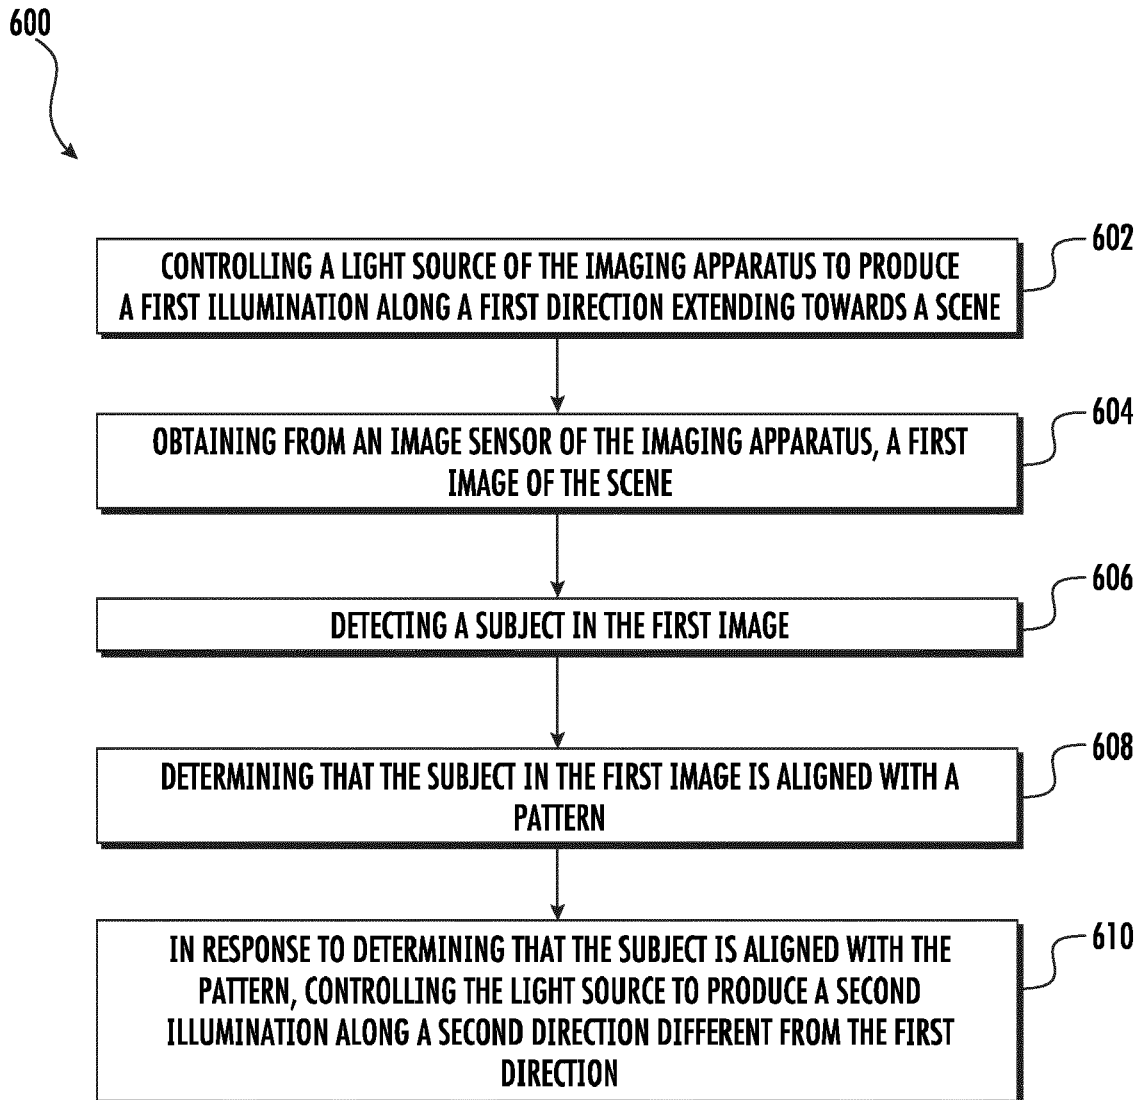 600
CONTROLLING A LIGHT SOURCE OF THE IMAGING APPARATUS TO PRODUCE
A FIRST ILLUMINATION ALONG A FIRST DIRECTION EXTENDING TOWARDS A SCENE
602
OBTAINING FROM AN IMAGE SENSOR OF THE IMAGING APPARATUS, A FIRST
IMAGE OF THE SCENE
604
DETECTING A SUBJECT IN THE FIRST IMAGE
606
DETERMINING THAT THE SUBJECT IN THE FIRST IMAGE IS ALIGNED WITH A
PATTERN
608
IN RESPONSE TO DETERMINING THAT THE SUBJECT IS ALIGNED WITH THE
PATTERN, CONTROLLING THE LIGHT SOURCE TO PRODUCE A SECOND
ILLUMINATION ALONG A SECOND DIRECTION DIFFERENT FROM THE FIRST
DIRECTION
610